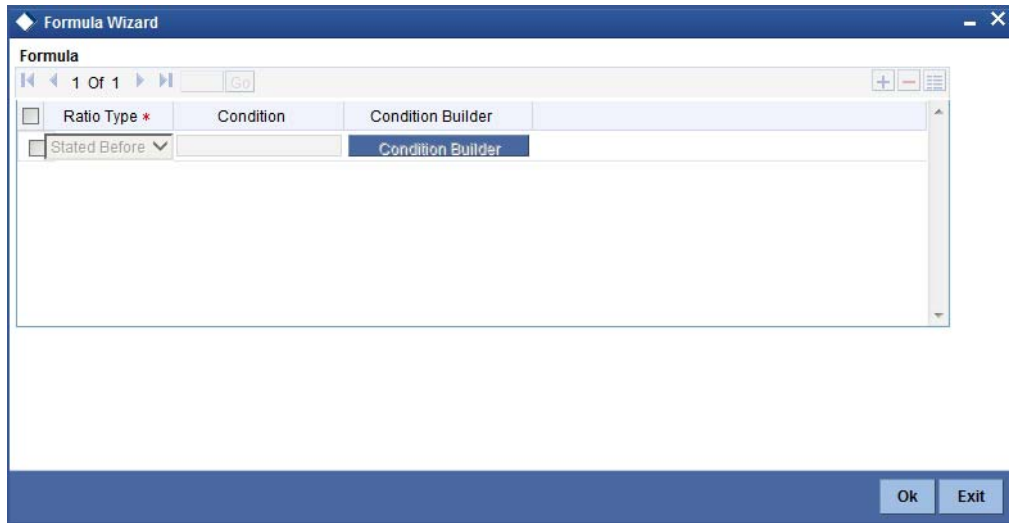 Formula Wizard
Formula
1 Of 1 Go
Ratio Type * Condition Condition Builder
Stated Before Condition Builder
Ok Exit